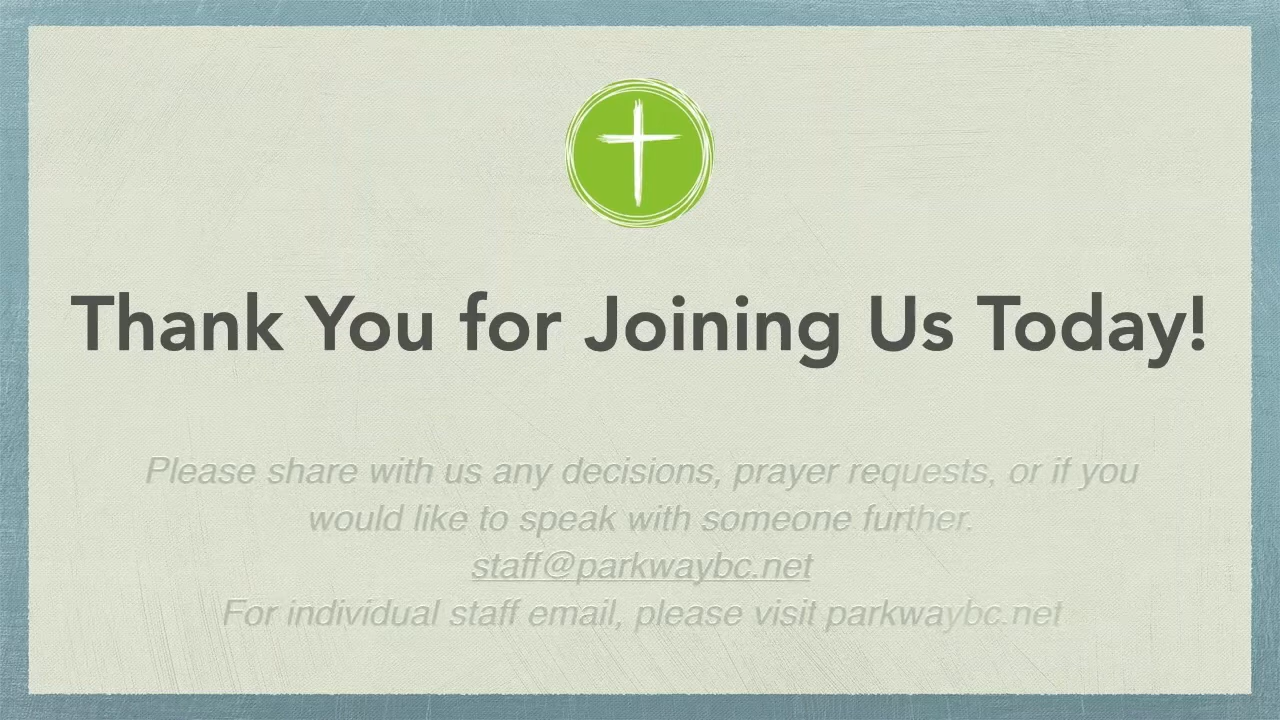 Thank You for Joining Us Today!
Please share with us any decisions, prayer requests, or if you
would like to speak with someone further.
staff@parkwaybc.net
For individual staff email, please visit parkwaybc.net